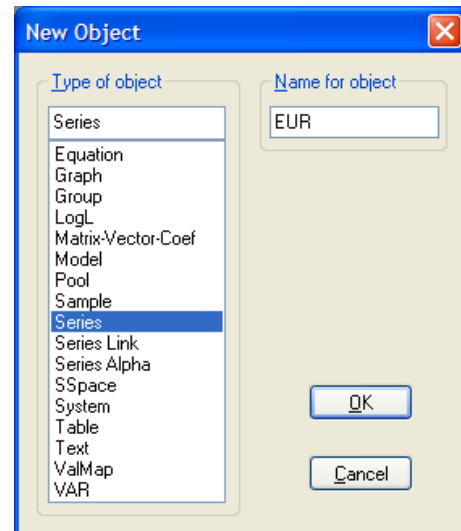 New Object
Type of object
Name for object
Series
EUR
Equation
Graph
Group
LogL
Matrix-Vector-Coef
Model
Pool
Sample
Series
Series Link
Series Alpha
SSpace
System
Table
Text
ValMap
VAR
OK
Cancel